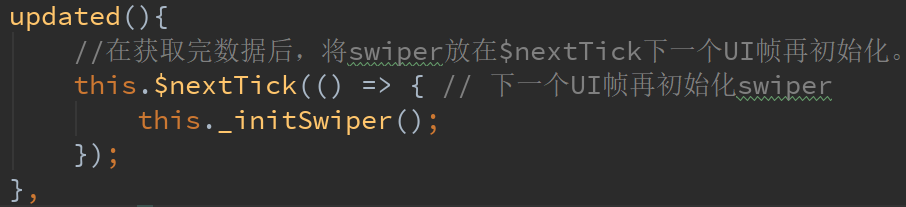 updated(){
//在获取完数据后，将swiper放在$nextTick下一个UI帧再初始化。
this.$nextTick(() => { // 下一个UI帧再初始化swiper
this._initSwiper();
});
},